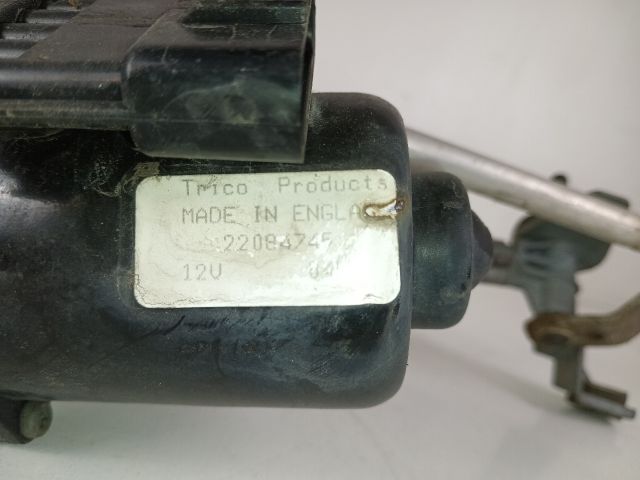 Trico Products
MADE IN ENGLA
22084745
12V